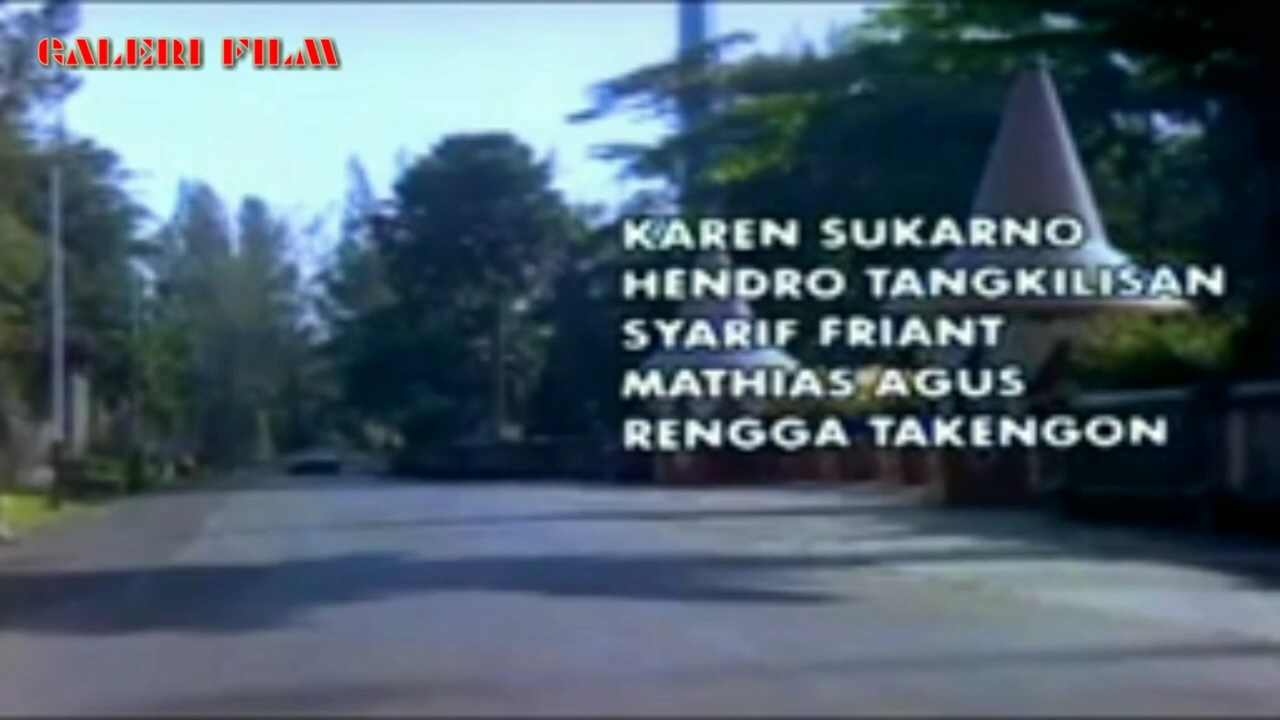 GALERI FILM
KAREN SUKARNO
HENDRO TANGKILISAN
SYARIF FRIANT
MATHIAS AGUS
RENGGA TAKENGON